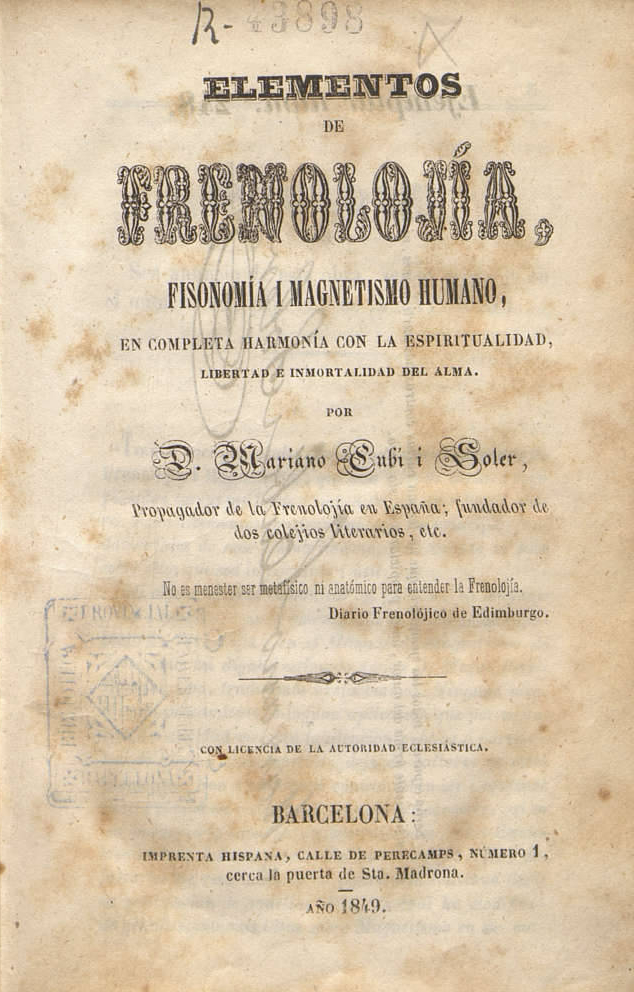 R-43898
ELEMENTOS
DE
FRENOLOJÍA,
FISONOMÍA I MAGNETISMO HUMANO,
EN COMPLETA HARMONÍA CON LA ESPIRITUALIDAD,
LIBERTAD E INMORTALIDAD DEL ALMA.
POR
D. Mariano Cubí i Soler,
Propagador de la Frenolojía en España; fundador de
dos colejios literarios, etc.
No es menester ser metafísico ni anatómico para entender la Frenolojía.
Diario Frenolójico de Edimburgo.
CON LICENCIA DE LA AUTORIDAD ECLESIÁSTICA.
BARCELONA:
IMPRENTA HISPANA, CALLE DE PERECAMPS, NÚMERO 1,
cerca la puerta de Sta. Madrona.
AÑO 1849.